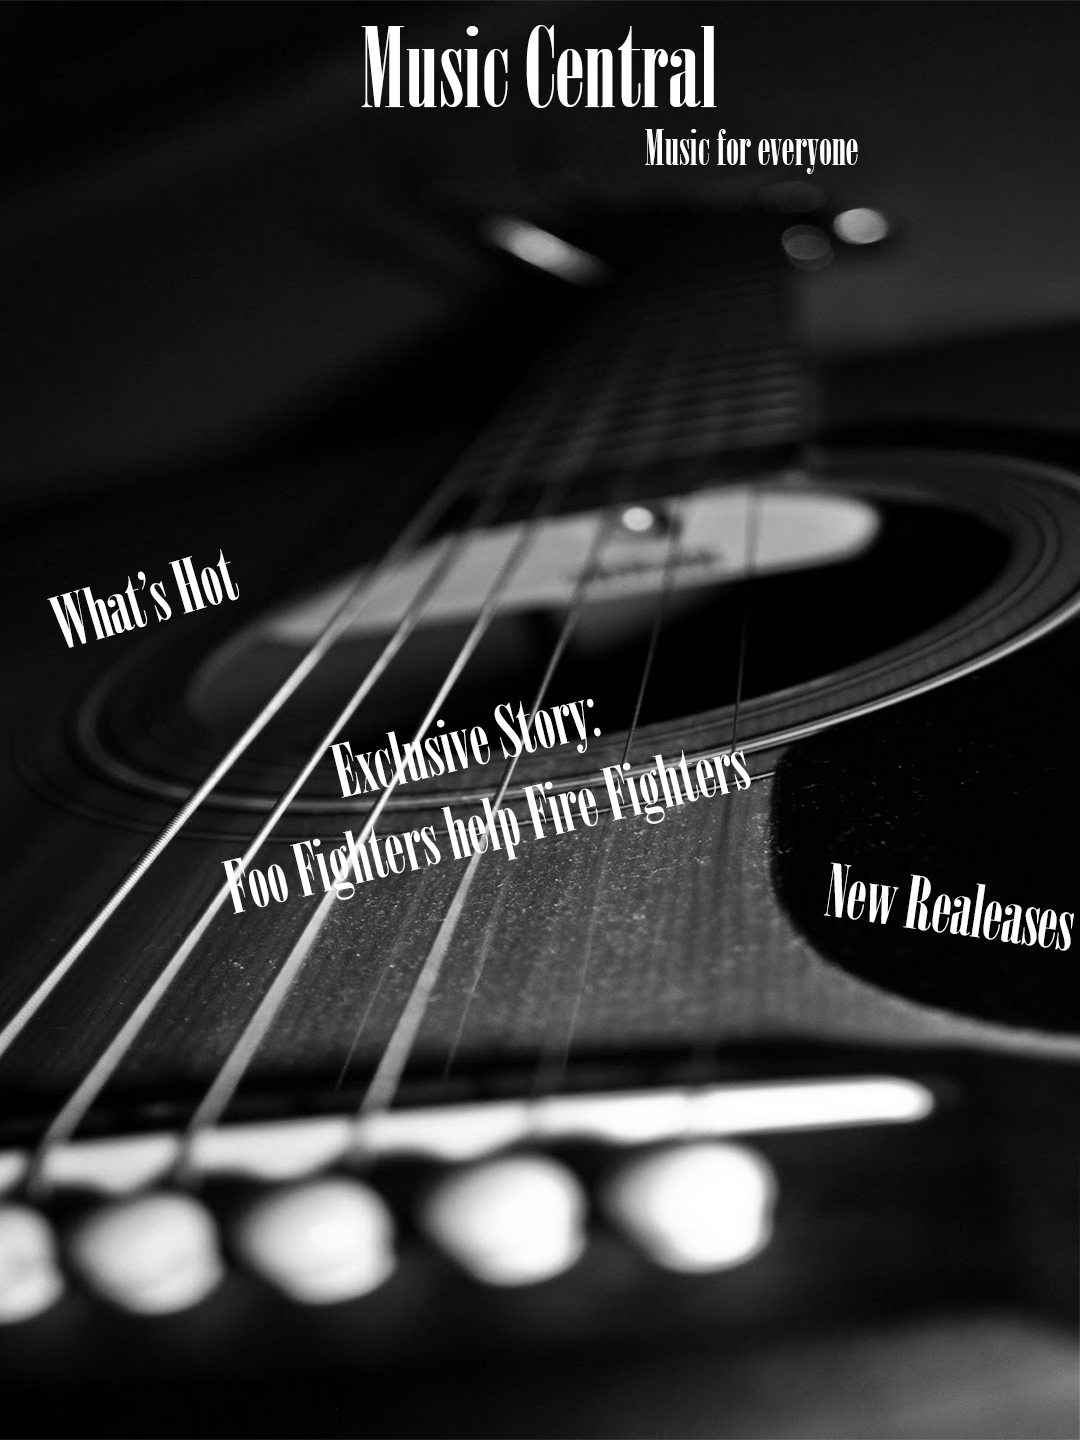 Music Central
Music for everyone
What's Hot
Exclusive Story:
Foo Fighters help Fire Fighters
New Realeases